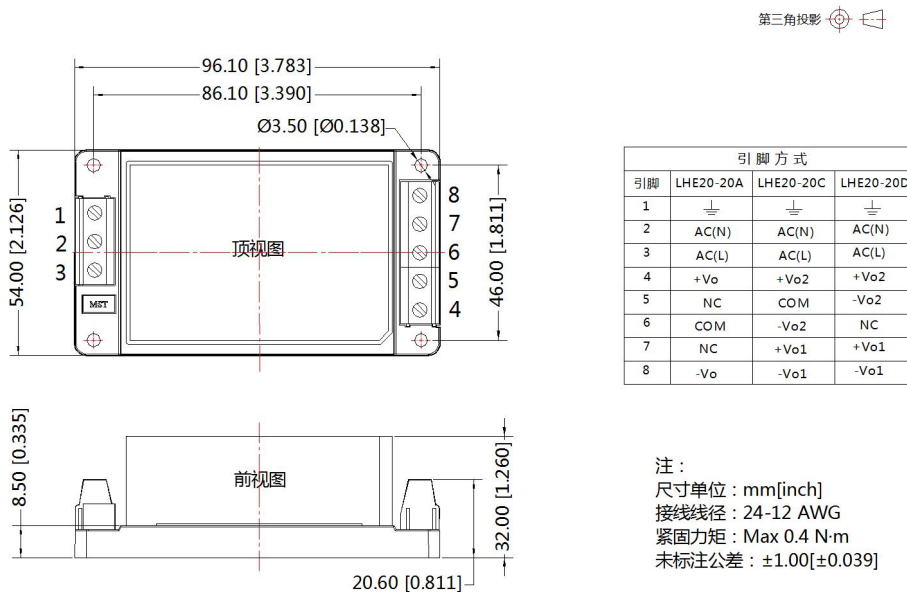 第三角投影
96.10 [3.783]
86.10 [3.390]
Ø3.50 [Ø0.138]
54.00 [2.126]
1
2
3
MST
顶视图
8
7
6
5
4
46.00 [1.811]
引脚方式
引脚 LHE20-20A LHE20-20C LHE20-20D
1
2 AC(N) AC(N) AC(N)
3 AC(L) AC(L) AC(L)
4 +Vo +Vo2 +Vo2
5 NC COM -Vo2
6 COM -Vo2 NC
7 NC +Vo1 +Vo1
8 -Vo -Vo1 -Vo1
8.50 [0.335]
前视图
32.00 [1.260]
20.60 [0.811]
注：
尺寸单位：mm[inch]
接线线径：24-12 AWG
紧固力矩：Max 0.4 N·m
未标注公差：±1.00[±0.039]